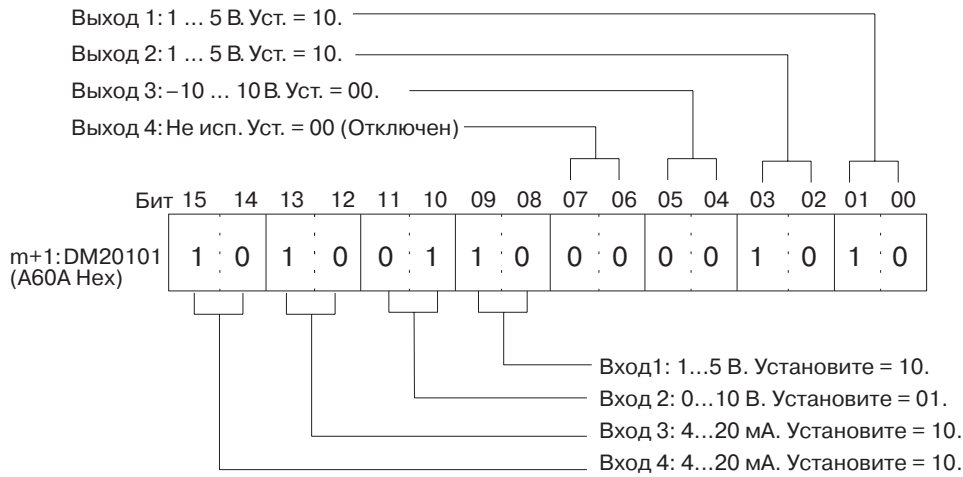 Выход 1: 1 ... 5 В. Уст. = 10.
Выход 2: 1 ... 5 В. Уст. = 10.
Выход 3: –10 ... 10 В. Уст. = 00.
Выход 4: Не исп. Уст. = 00 (Отключен)
Бит 15 14 13 12 11 10 09 08 07 06 05 04 03 02 01 00
m+1: DM20101 1 0 1 0 0 1 1 0 0 0 0 0 1 0 1 0
(A60A Hex)
Вход1: 1...5 В. Установите = 10.
Вход 2: 0...10 В. Установите = 01.
Вход 3: 4...20 мА. Установите = 10.
Вход 4: 4...20 мА. Установите = 10.